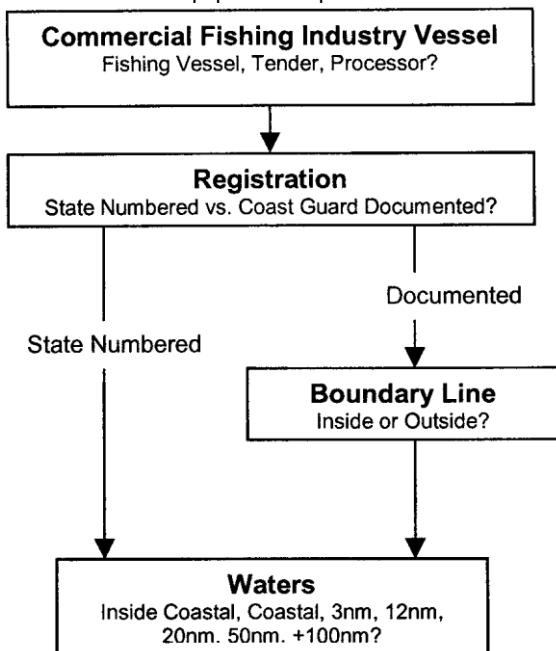 Commercial Fishing Industry Vessel
Fishing Vessel, Tender, Processor?
Registration
State Numbered vs. Coast Guard Documented?
Documented
State Numbered
Boundary Line
Inside or Outside?
Waters
Inside Coastal, Coastal, 3nm, 12nm,
20nm. 50nm. +100nm?